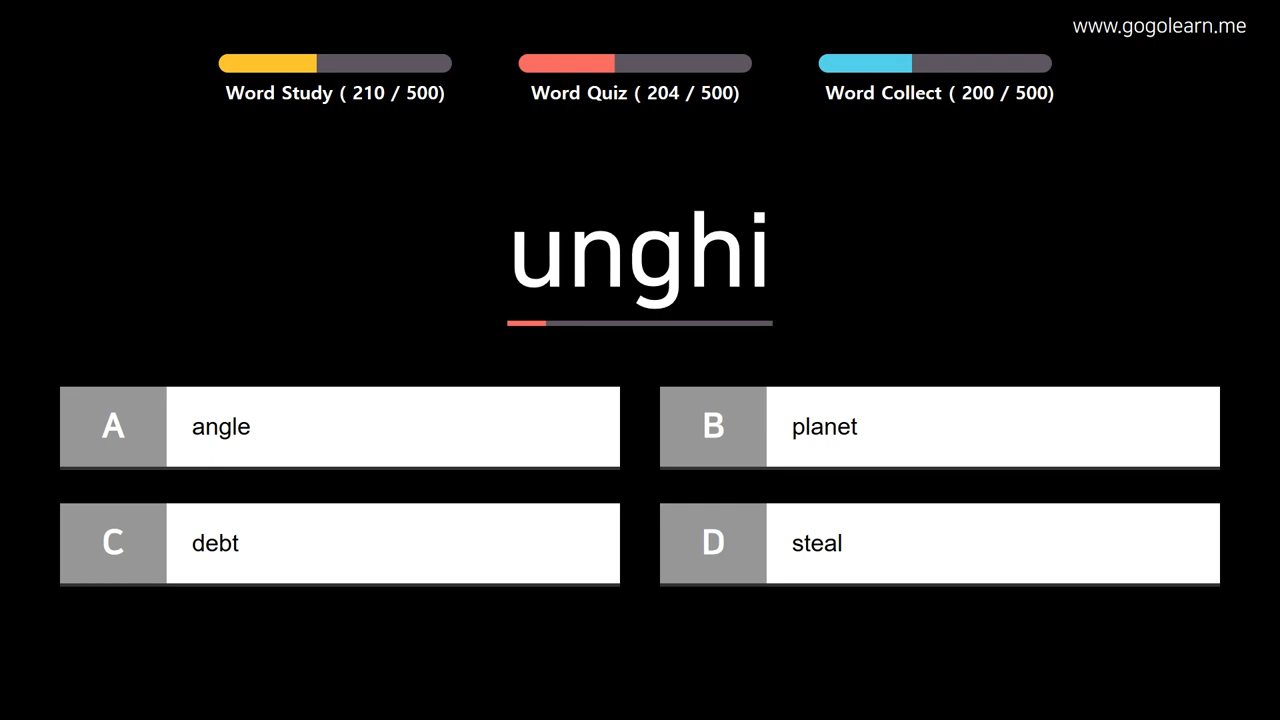 www.gogolearn.me
Word Study ( 210 / 500)
Word Quiz ( 204 / 500)
Word Collect ( 200 / 500)
unghi
A angle
B planet
C debt
D steal